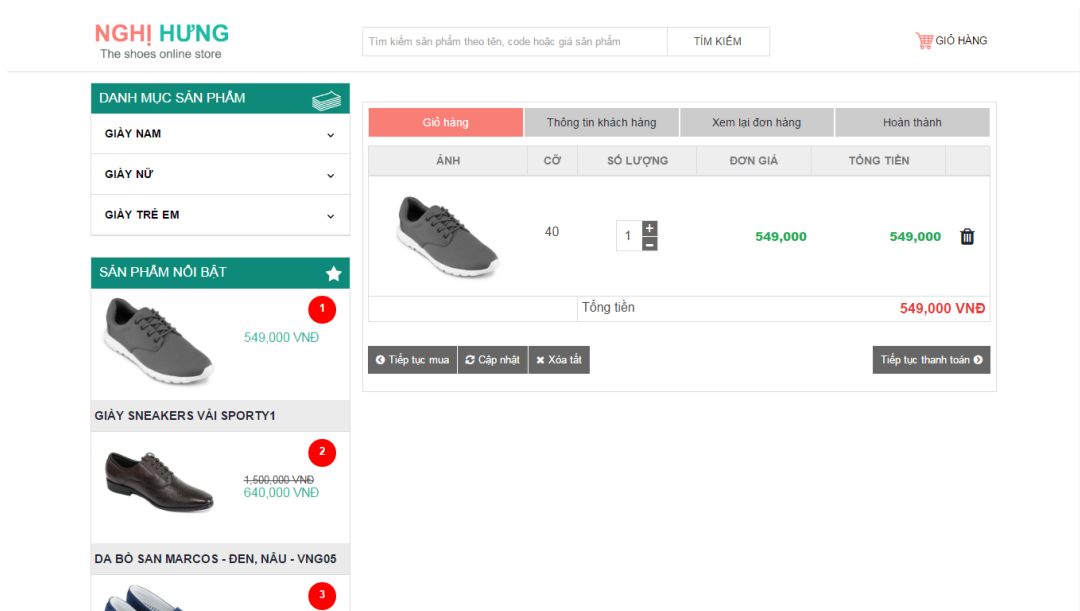 NGHỊ HƯNG
The shoes online store
Tìm kiếm sản phẩm theo tên, code hoặc giá sản phẩm
TÌM KIẾM
GIỎ HÀNG
DANH MỤC SẢN PHẨM
GIÀY NAM
GIÀY NỮ
GIÀY TRẺ EM
SẢN PHẨM NỔI BẬT
1
549,000 VNĐ
GIÀY SNEAKERS VẢI SPORTY1
2
1,500,000 VNĐ
640,000 VNĐ
DA BÒ SAN MARCOS - ĐEN, NÂU - VNG05
3
Giỏ hàng
Thông tin khách hàng
Xem lại đơn hàng
Hoàn thành
ẢNH CỠ SỐ LƯỢNG ĐƠN GIÁ TỔNG TIỀN
40 1 + - 549,000 549,000
Tổng tiền 549,000 VNĐ
Tiếp tục mua
Cập nhật
Xóa tất
Tiếp tục thanh toán